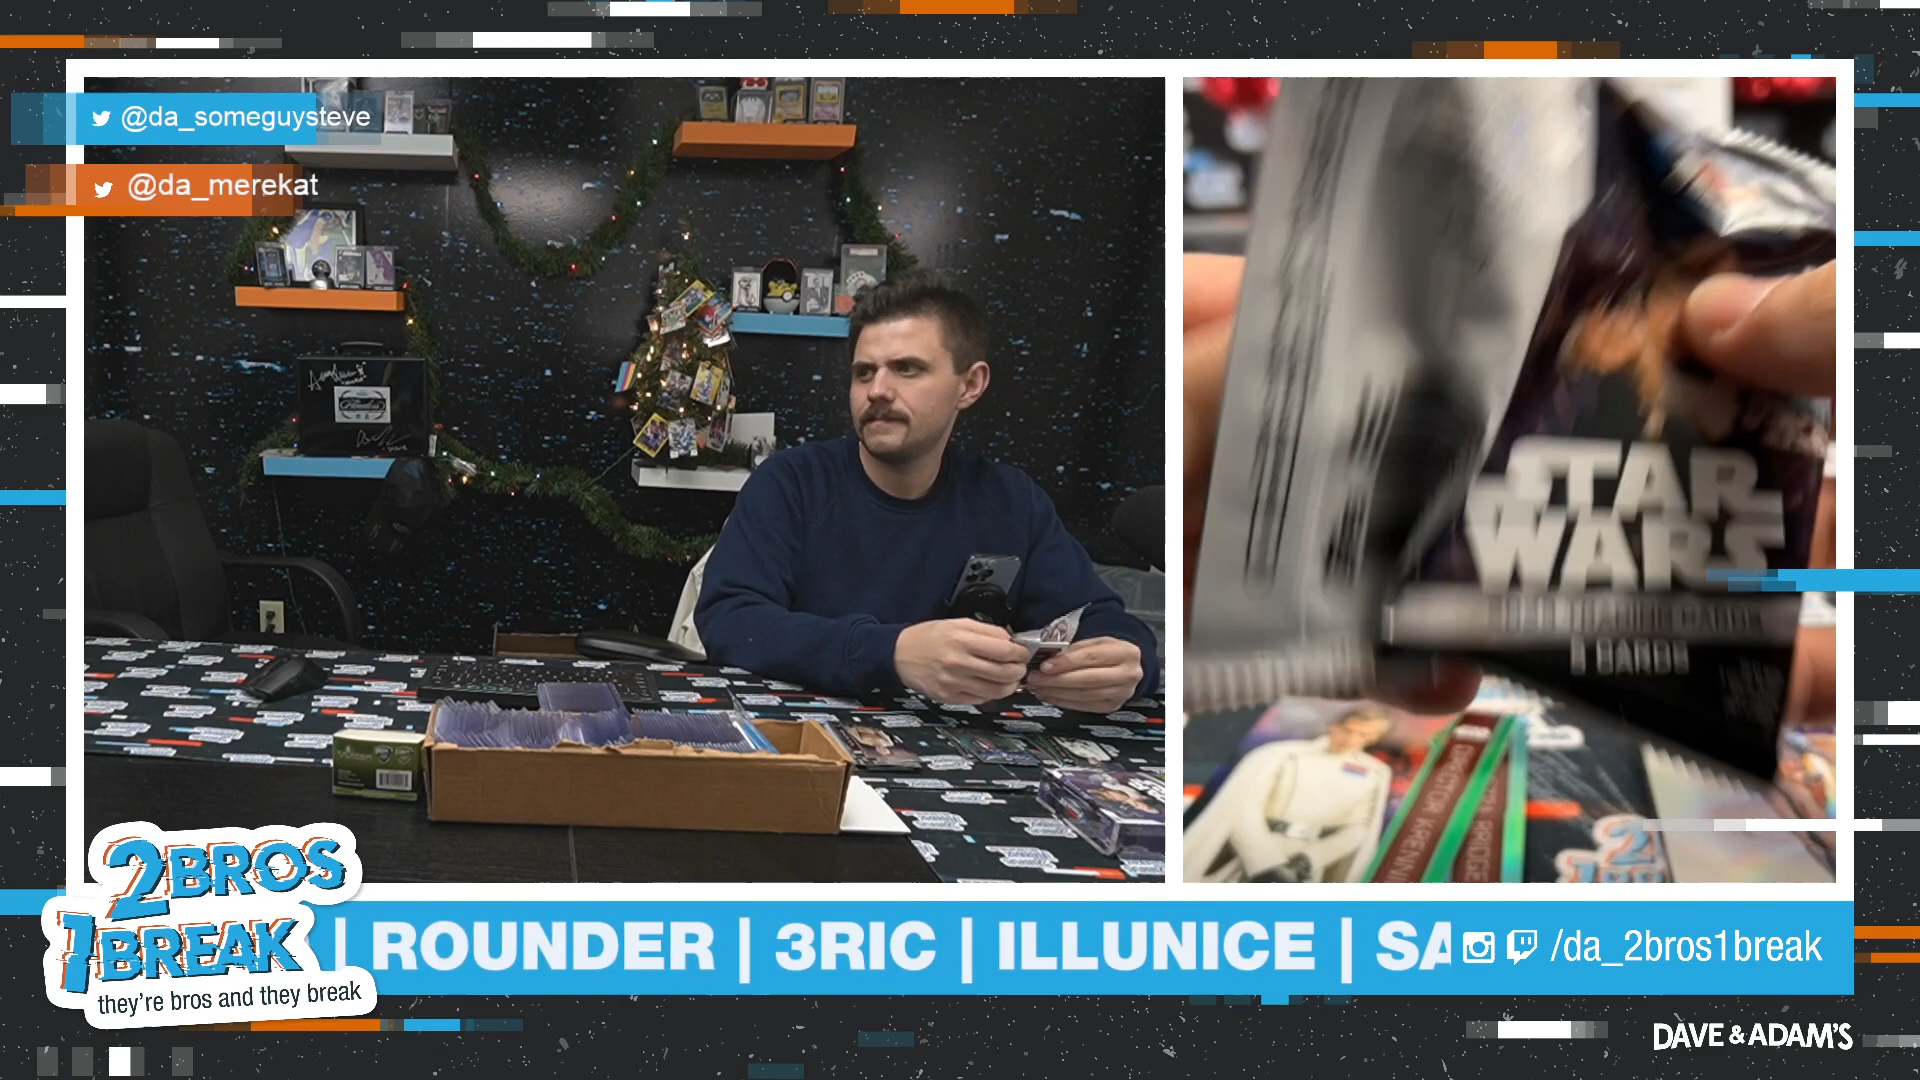 @da_someguysteve
@da_merekat
STAR
WARS
CARDS
2BROS
1BREAK
they're bros and they break
| ROUNDER | 3RIC | ILLUNICE | SA
/da_2bros1break
DAVE & ADAM'S